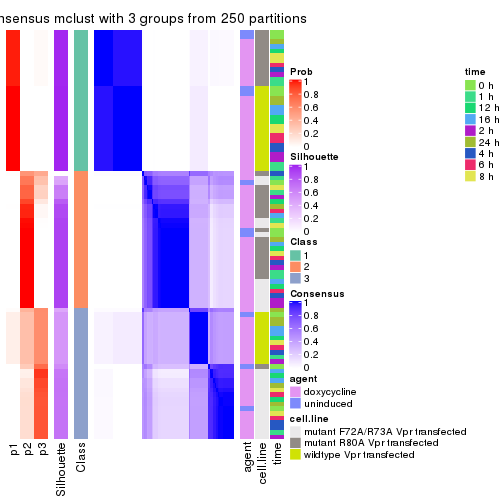 nsensus mclust with 3 groups from 250 partitions
Prob
1
0.8
0.6
0.4
0.2
0
Silhouette
1
0.8
0.6
0.4
0.2
0
Class
1
2
3
Consensus
1
0.8
0.6
0.4
0.2
0
agent
doxycycline
uninduced
cell.line
mutant F72A/R73A Vpr transfected
mutant R80A Vpr transfected
wildtype Vpr transfected
time
0 h
1 h
12 h
16 h
2 h
24 h
4 h
6 h
8 h
p1
p2
p3
Silhouette
Class
agent
cell.line
time